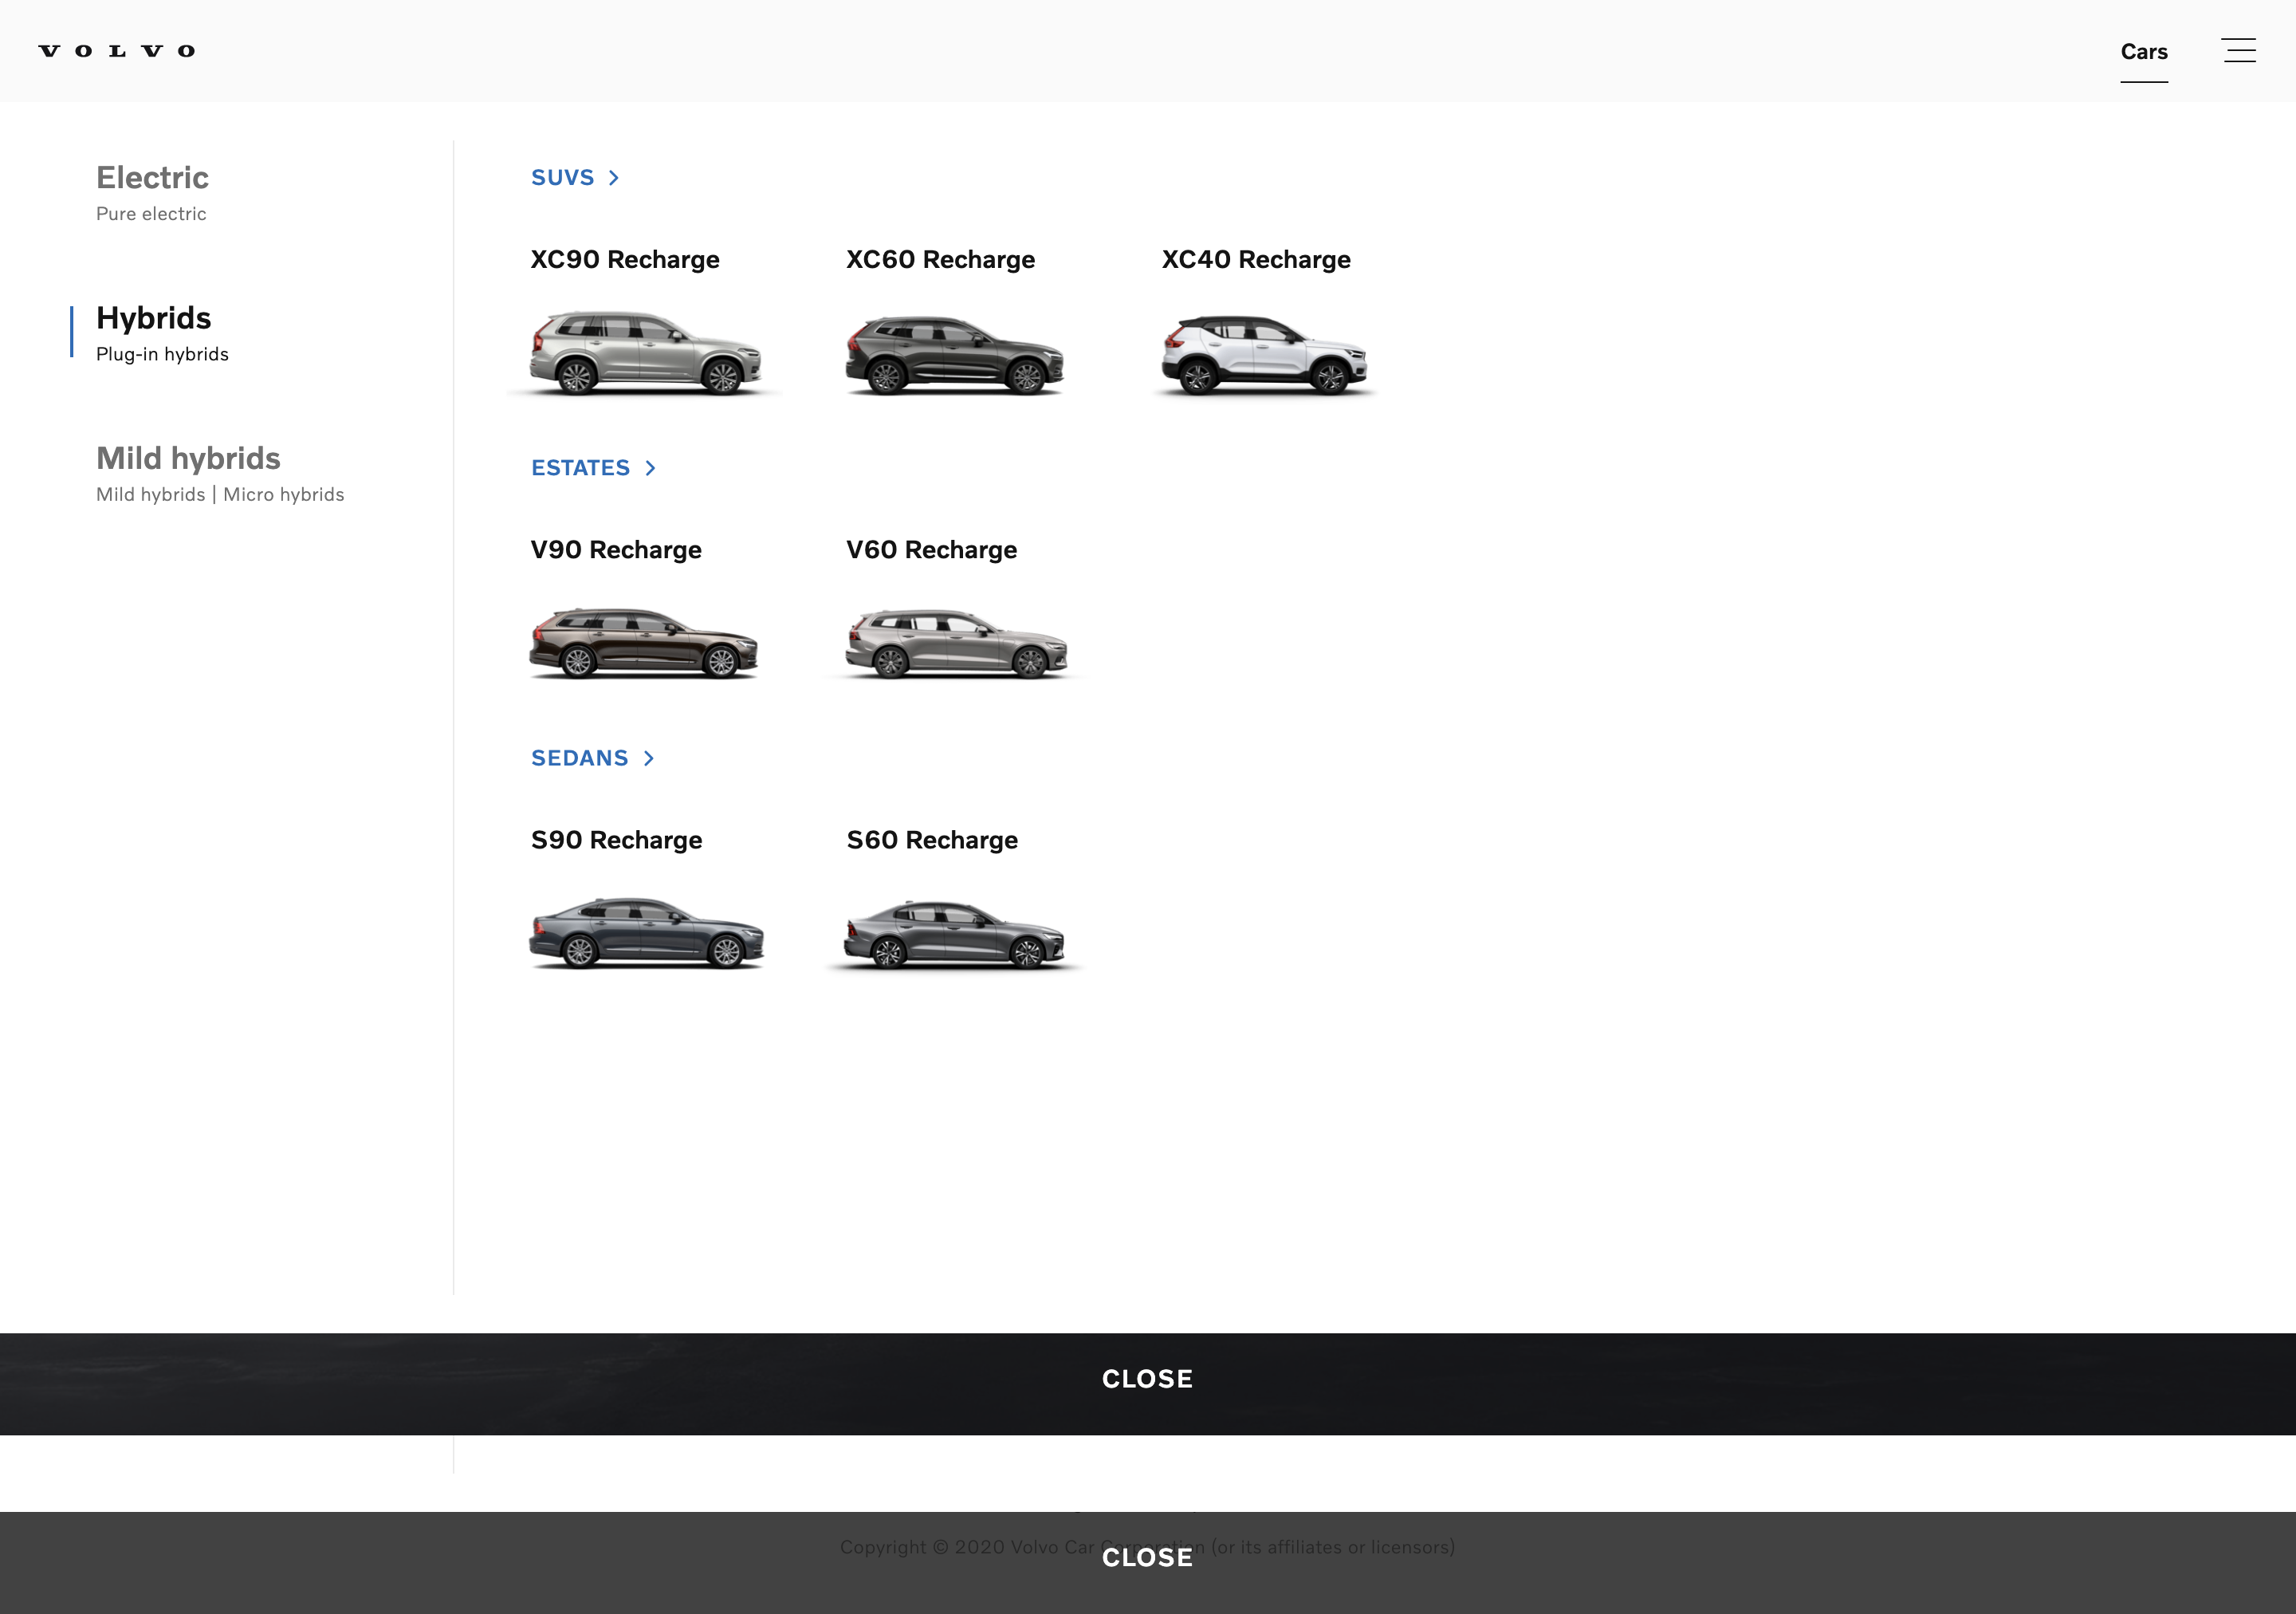 VOLVO
Cars
Electric
Pure electric
Hybrids
Plug-in hybrids
Mild hybrids
Mild hybrids | Micro hybrids
SUVS
XC90 Recharge
XC60 Recharge
XC40 Recharge
ESTATES
V90 Recharge
V60 Recharge
SEDANS
S90 Recharge
S60 Recharge
CLOSE
Copyright © 2020 Volvo Car Corporation (or its affiliates or licensors)
CLOSE